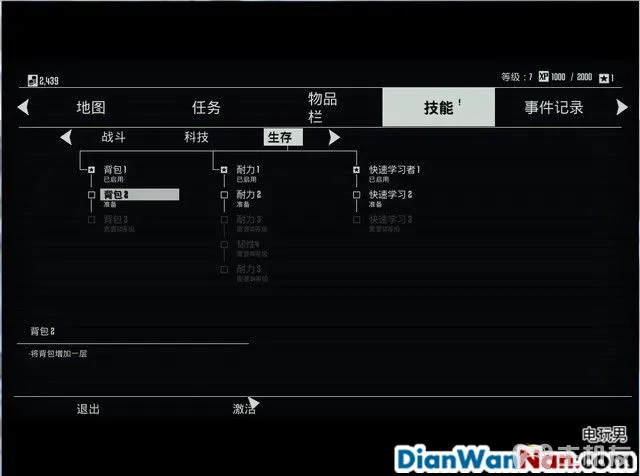 2,439
等级：7 XP 1000 / 2000 1
地图 任务 物品栏 技能! 事件记录
战斗 科技 生存
背包1 耐力1 快速学习者1
已启用 已启用 已启用
背包2 耐力2 快速学习2
准备 准备 准备
背包3 耐力3 快速学习3
韧性4
背包2
·将背包增加一层
退出 激活
电玩男
DianWanNan.com